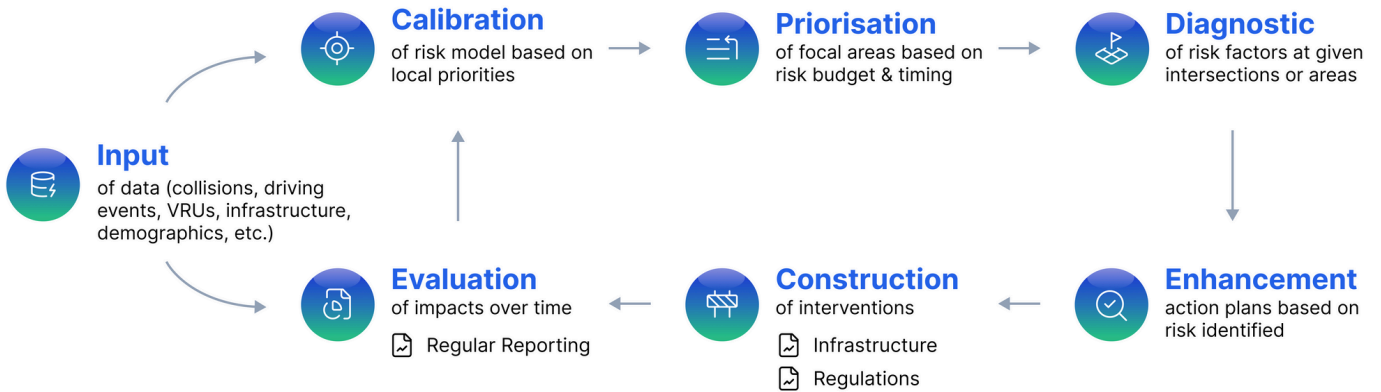 Calibration
of risk model based on
local priorities
Priorisation
of focal areas based on
risk budget & timing
Diagnostic
of risk factors at given
intersections or areas
Input
of data (collisions, driving
events, VRUs, infrastructure,
demographics, etc.)
Evaluation
of impacts over time
Regular Reporting
Construction
of interventions
Infrastructure
Regulations
Enhancement
action plans based on
risk identified